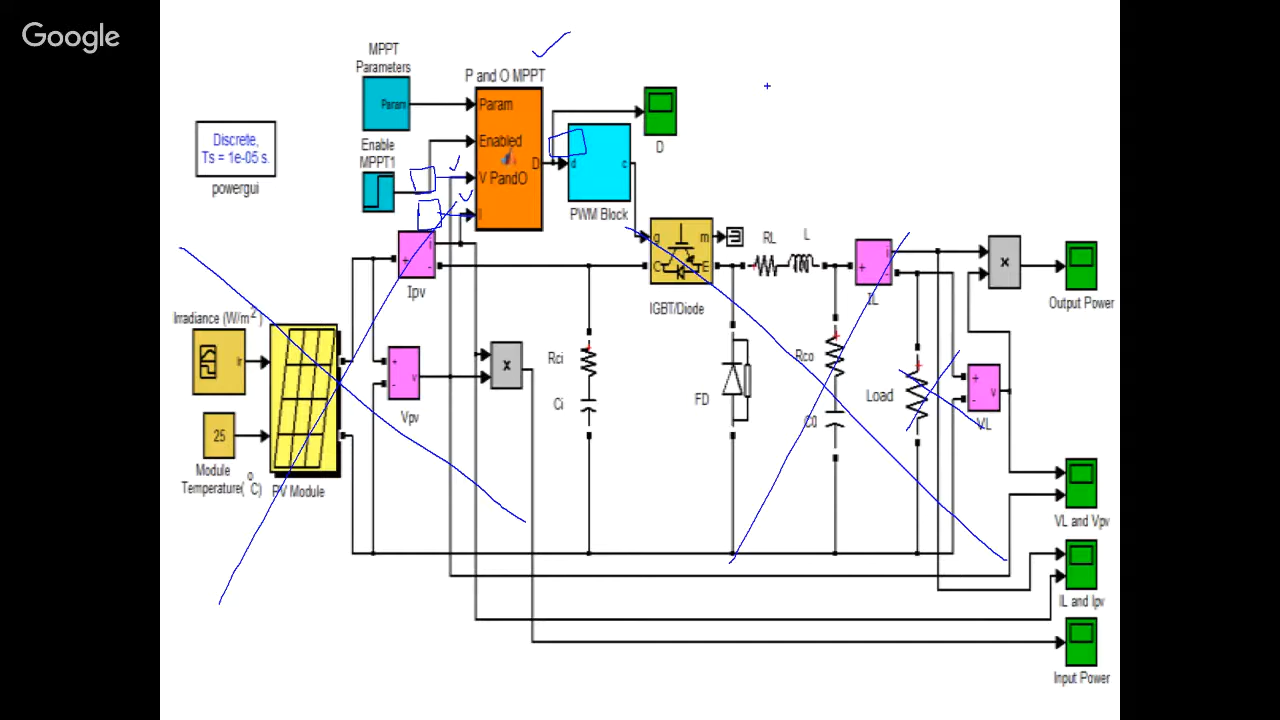 Google
MPPT
Parameters
Param
P and O MPPT
Param
Enabled
V PandO
I
D
Discrete,
Ts = 1e-05 s.
powergui
Enable
MPPT1
d
c
PWM Block
D
i
+
-
Ipv
g
m
C
E
IGBT/Diode
RL
L
i
+
-
IL
×
Output Power
Irradiance (W/m2)
Ir
25
Module
Temperature(oC)
PV Module
+
-
v
Vpv
×
Rci
Ci
FD
Rco
C0
Load
+
-
v
VL
VL and Vpv
IL and Ipv
Input Power